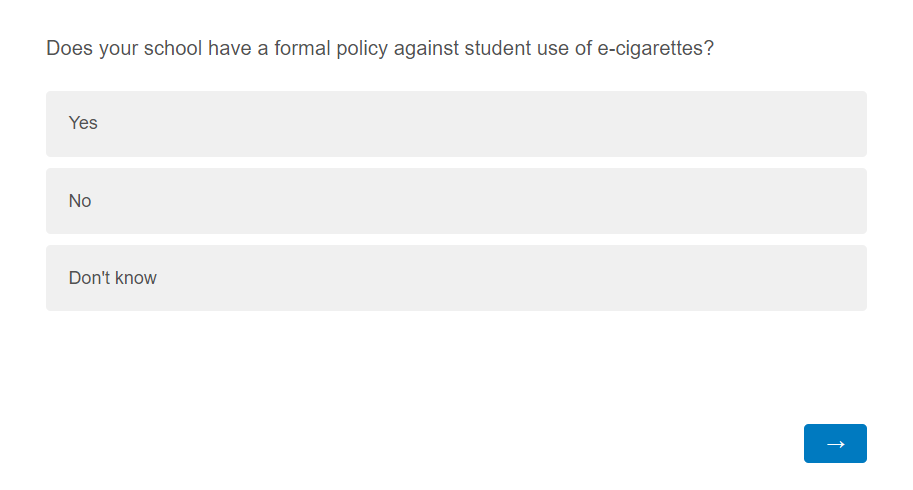 Does your school have a formal policy against student use of e-cigarettes?
Yes
No
Don't know
→